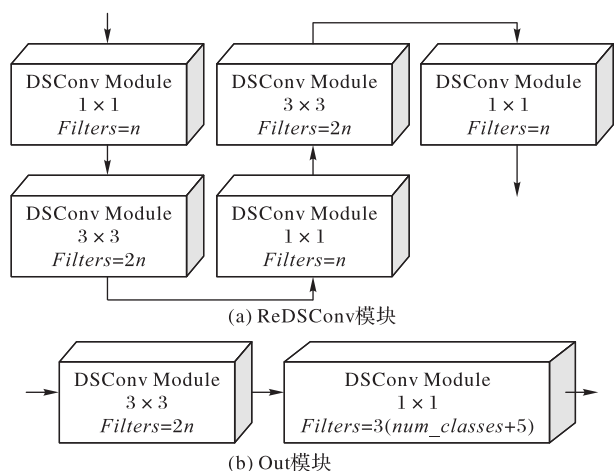 DSConv Module
1 × 1
Filters=n
DSConv Module
3 × 3
Filters=2n
DSConv Module
1 × 1
Filters=n
DSConv Module
3 × 3
Filters=2n
DSConv Module
1 × 1
Filters=n
(a) ReDSConv模块
DSConv Module
3 × 3
Filters=2n
DSConv Module
1 × 1
Filters=3(num_classes+5)
(b) Out模块